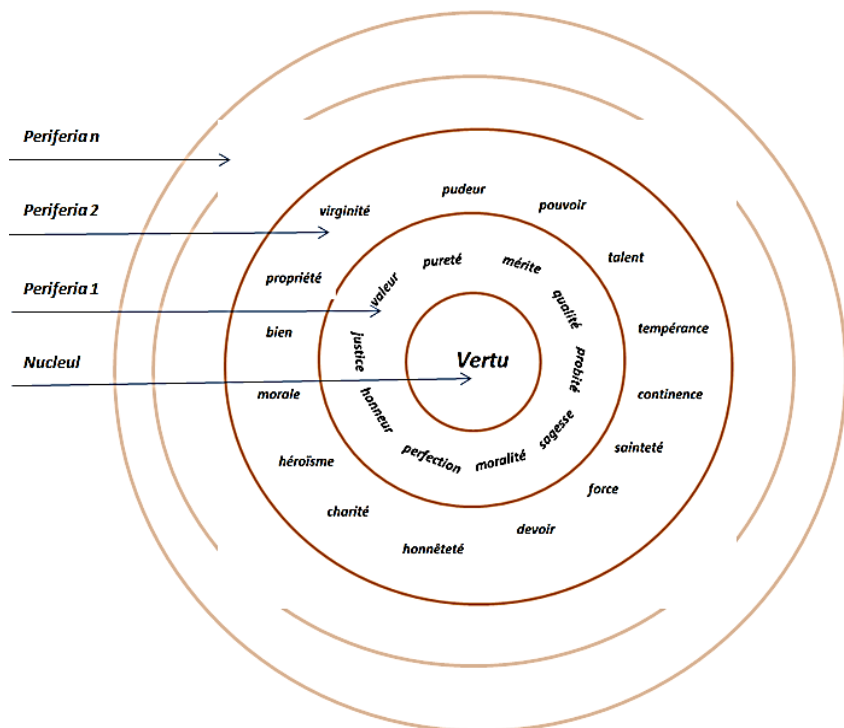 Periferia n
Periferia 2
Periferia 1
Nucleul
pudeur
pouvoir
virginité
talent
propriété
tempérance
bien
continence
morale
sainteté
héroïsme
force
charité
devoir
honnêteté
pureté
mérite
valeur
qualité
justice
probité
honneur
sagesse
perfection
moralité
Vertu